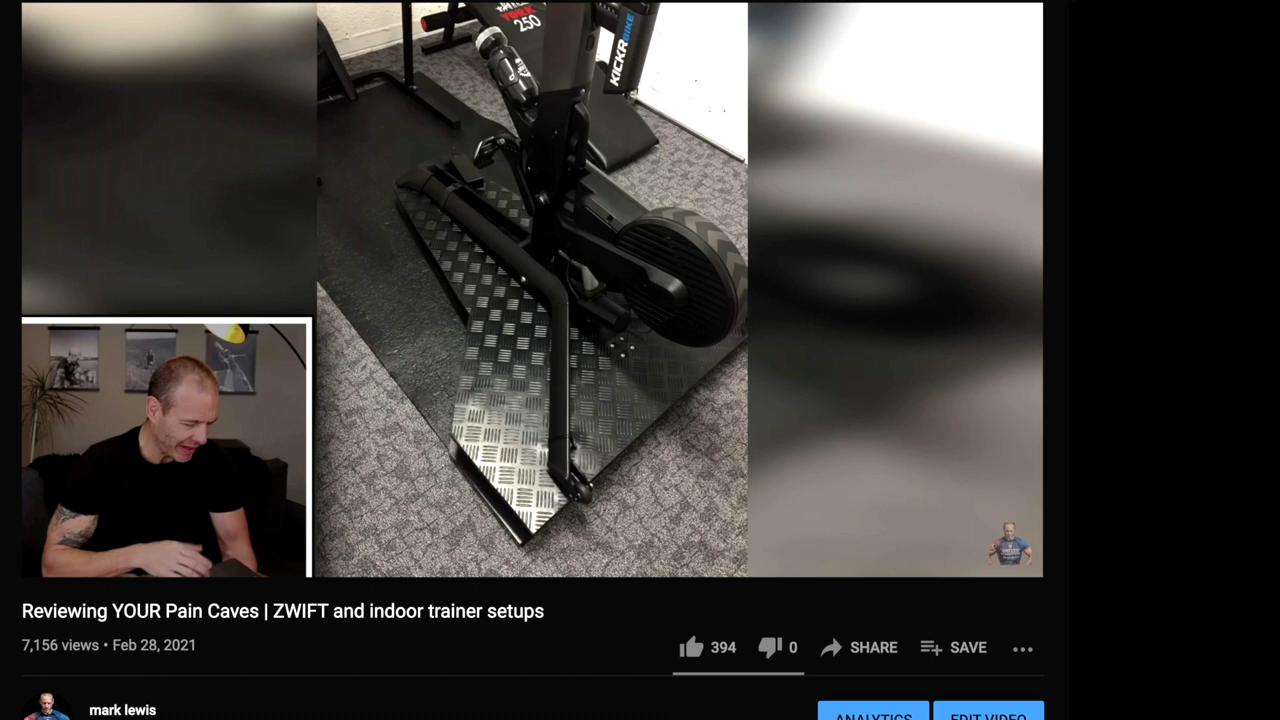 YORK
250
KICKR BIKE
Reviewing YOUR Pain Caves | ZWIFT and indoor trainer setups
7,156 views • Feb 28, 2021
394
0
SHARE
SAVE
mark lewis
ANALYTICS
EDIT VIDEO